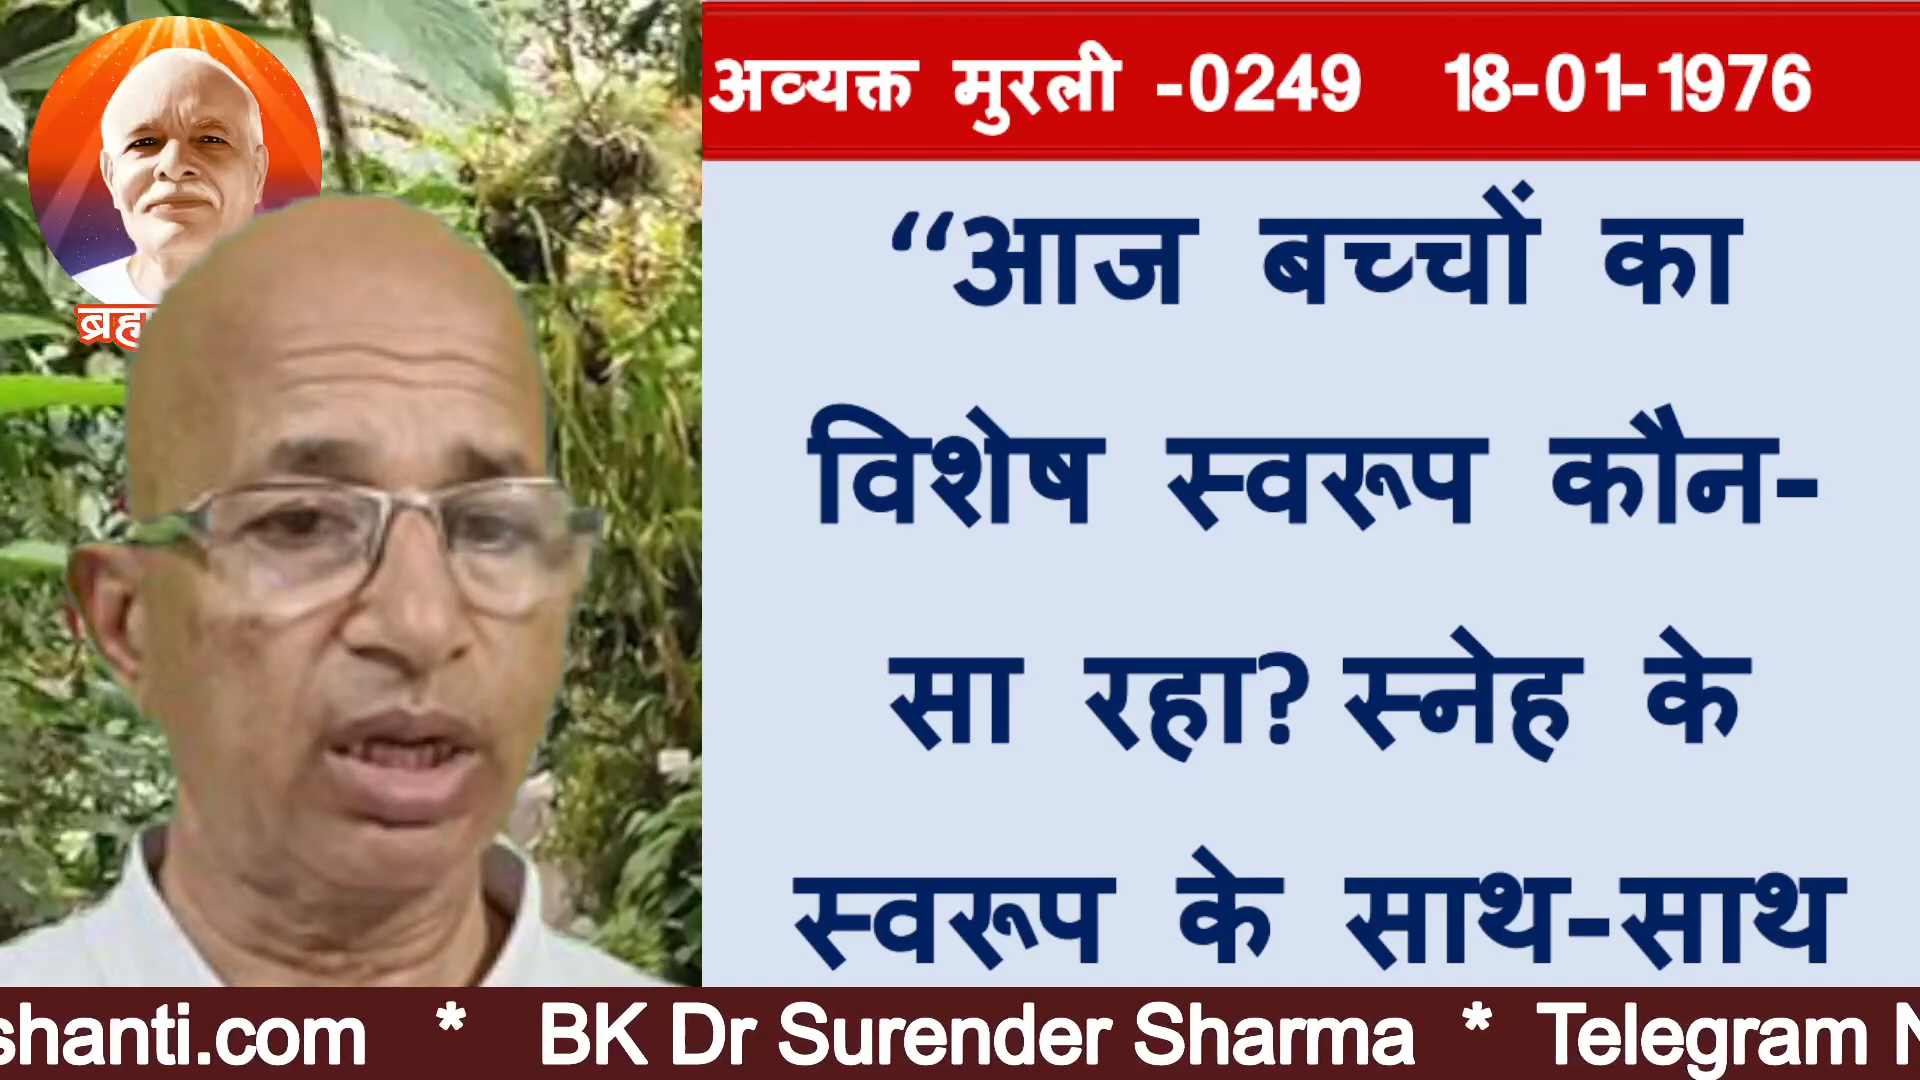 अव्यक्त मुरली -0249 18-01-1976
“आज बच्चों का
विशेष स्वरूप कौन-
सा रहा? स्नेह के
स्वरूप के साथ-साथ
shanti.com * BK Dr Surender Sharma * Telegram